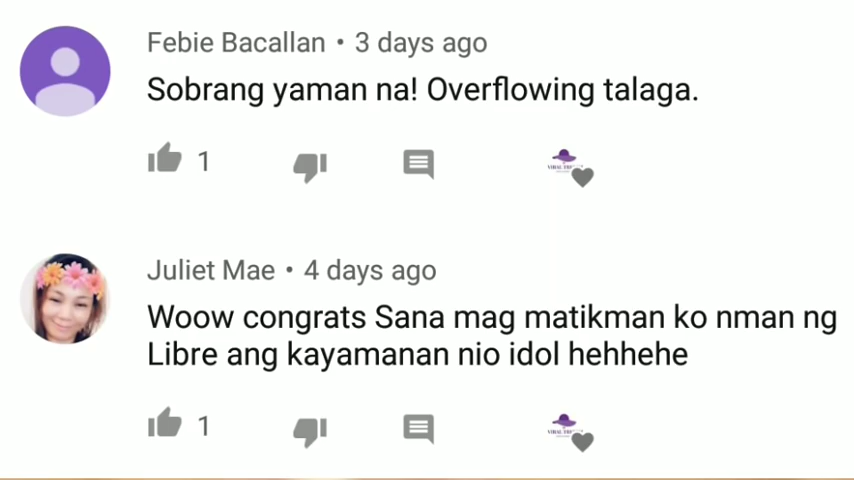 Febie Bacallan • 3 days ago
Sobrang yaman na! Overflowing talaga.
1
Juliet Mae • 4 days ago
Woow congrats Sana mag matikman ko nman ng
Libre ang kayamanan nio idol hehhehe
1